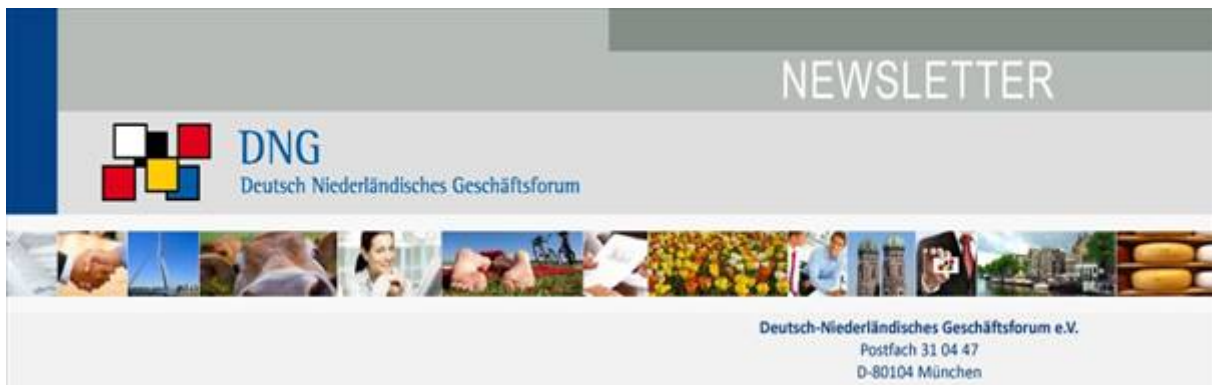 NEWSLETTER
DNG
Deutsch Niederländisches Geschäftsforum
Deutsch-Niederländisches Geschäftsforum e.V.
Postfach 31 04 47
D-80104 München